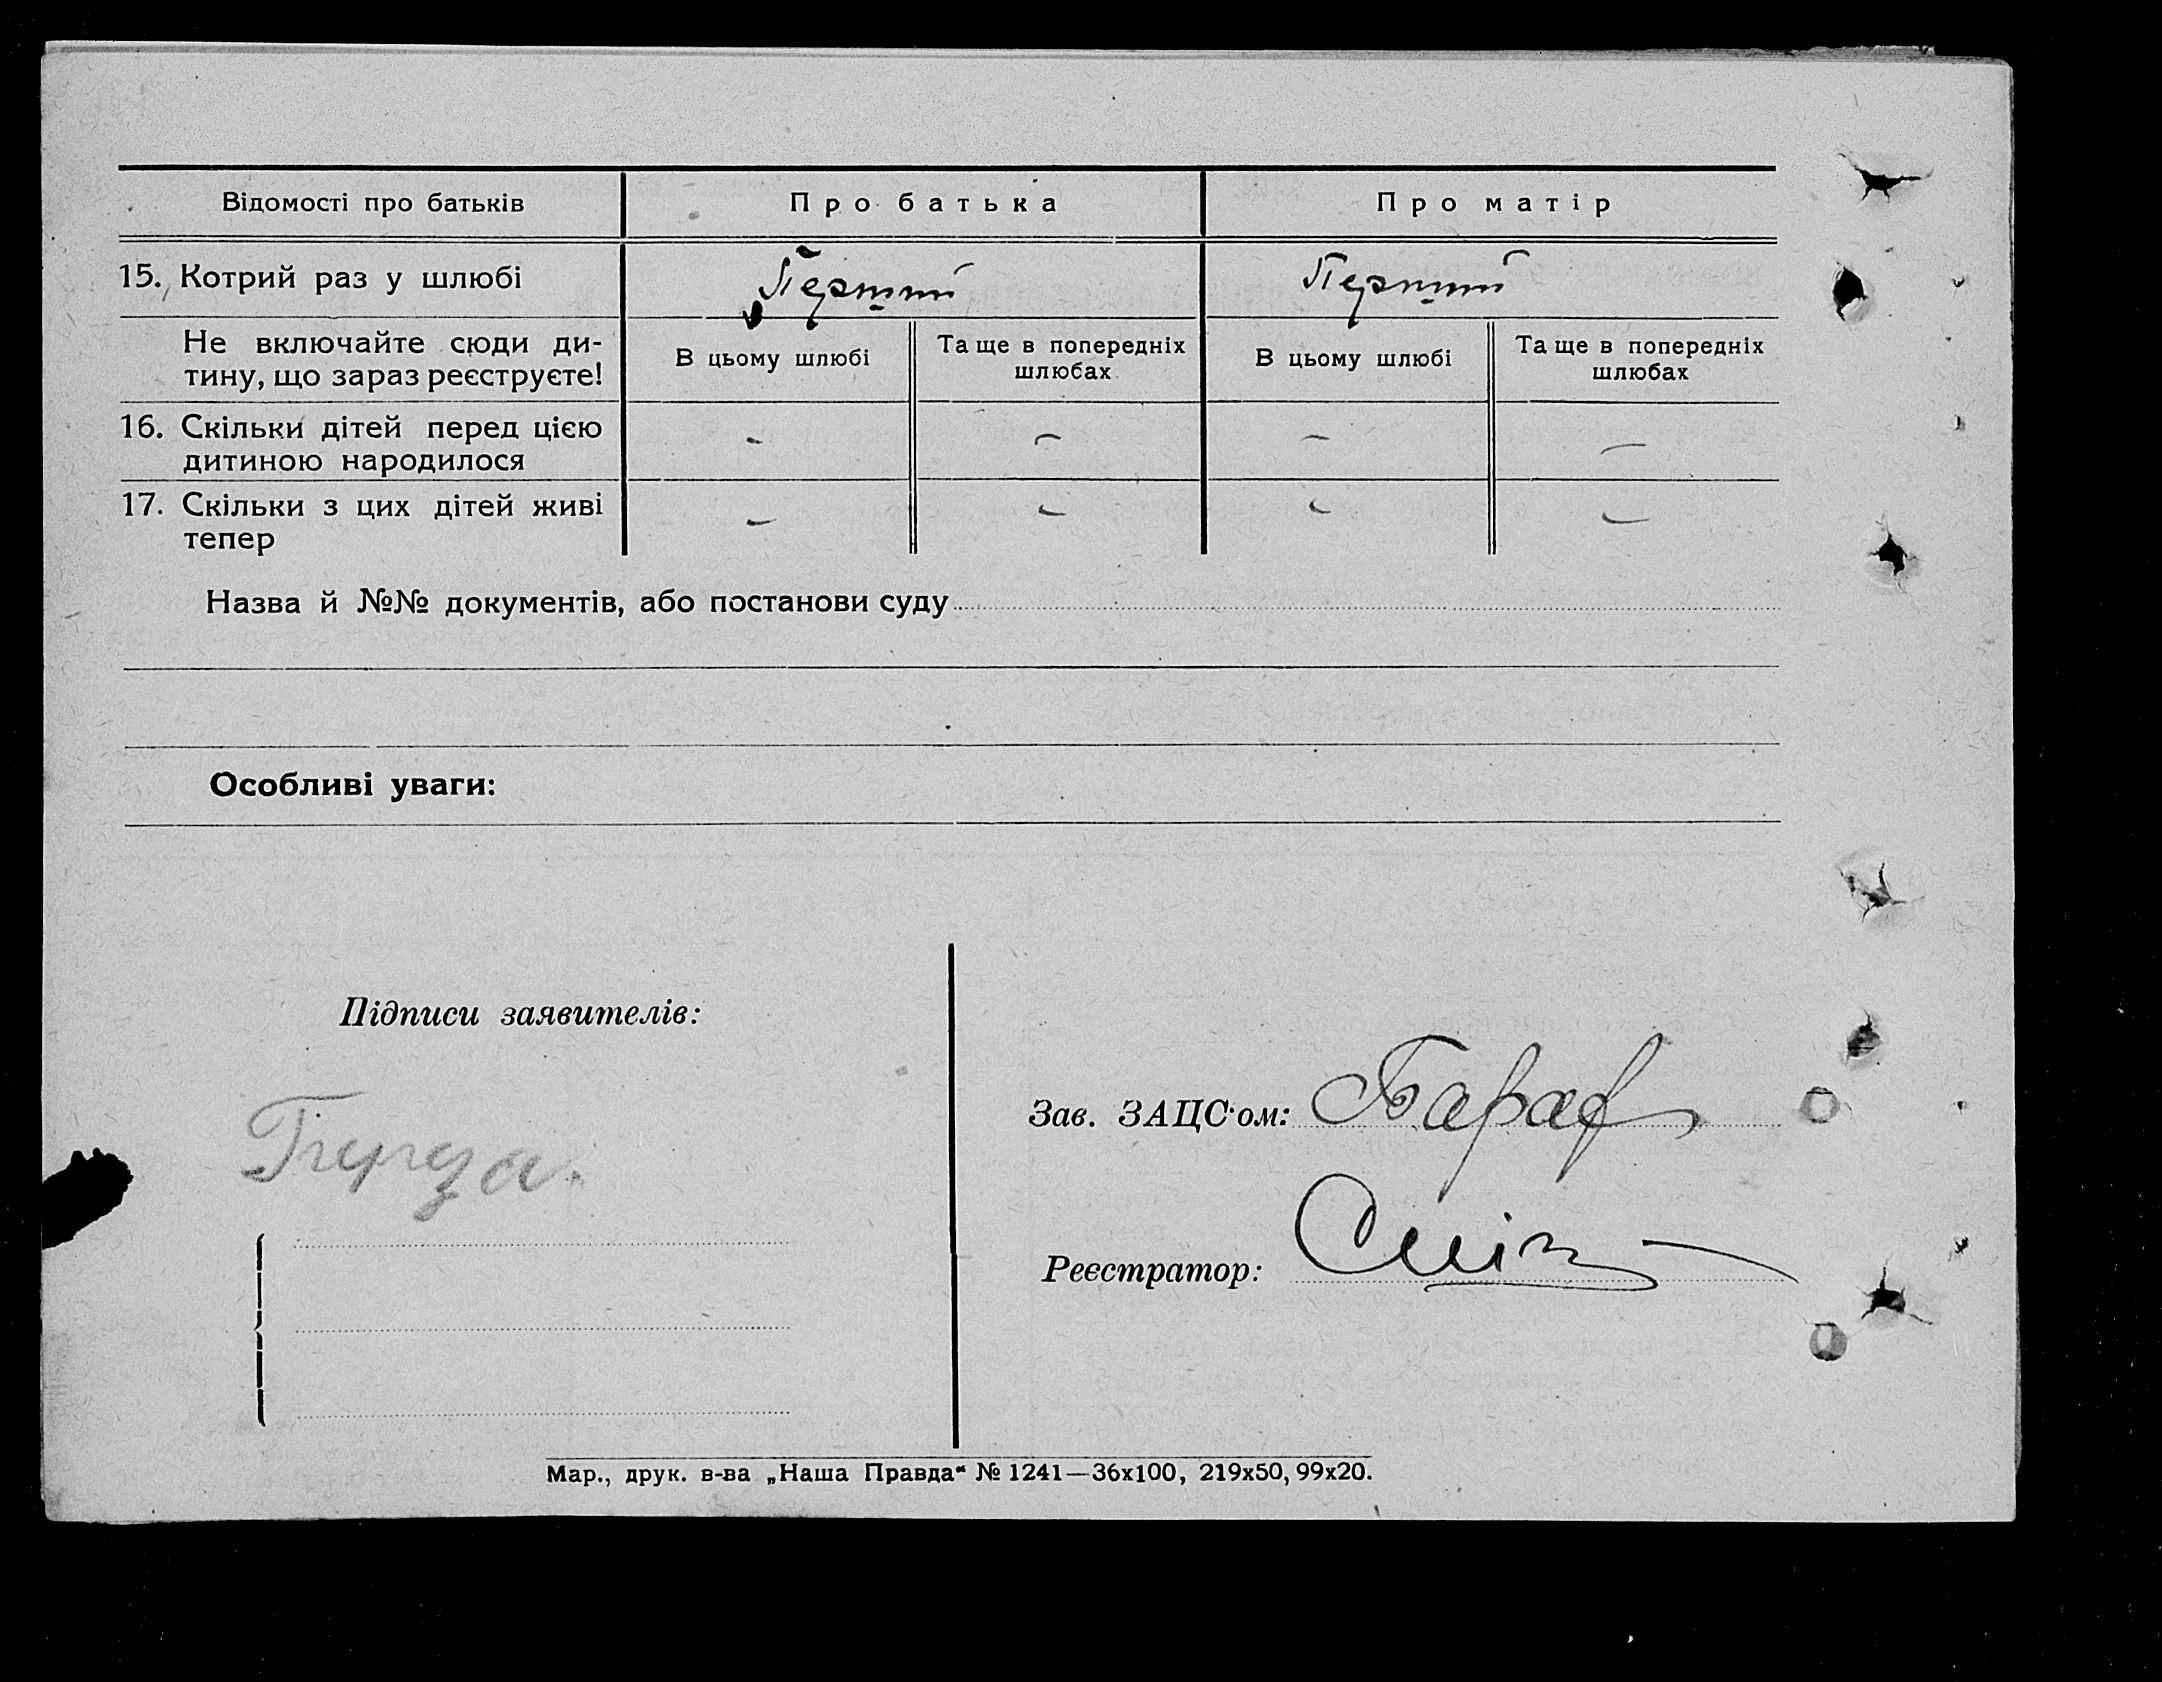 Відомості про батьків Про батька Про матір
15. Котрий раз у шлюбі Перший Перший
Не включайте сюди ди-
тину, що зараз реєструєте!
В цьому шлюбі
Та ще в попередніх
шлюбах
В цьому шлюбі
Та ще в попередніх
шлюбах
16. Скільки дітей перед цією
дитиною народилося - - - -
17. Скільки з цих дітей живі
тепер - - - -
Назва й №№ документів, або постанови суду
Особливі уваги:
Підписи заявителів:
Зав. ЗАЦС'ом:
Реєстратор:
Мар., друк. в-ва „Наша Правда“ № 1241—36х100, 219х50, 99х20.